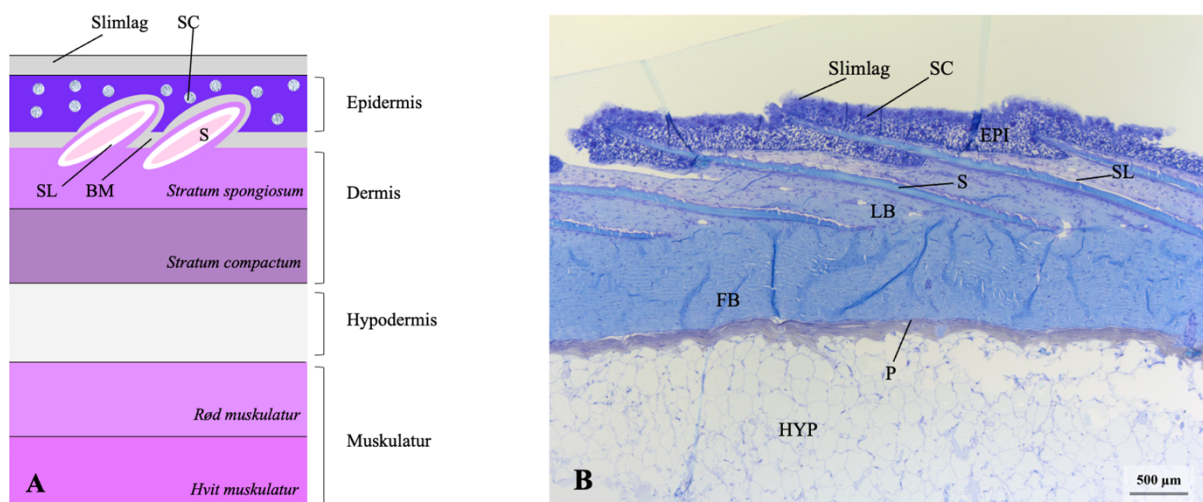 Slimlag
SC
Epidermis
S
SL
BM
Stratum spongiosum
Dermis
Stratum compactum
Hypodermis
Rød muskulatur
Muskulatur
Hvit muskulatur
A
Slimlag
SC
EPI
SL
S
LB
FB
P
HYP
B
500 µm